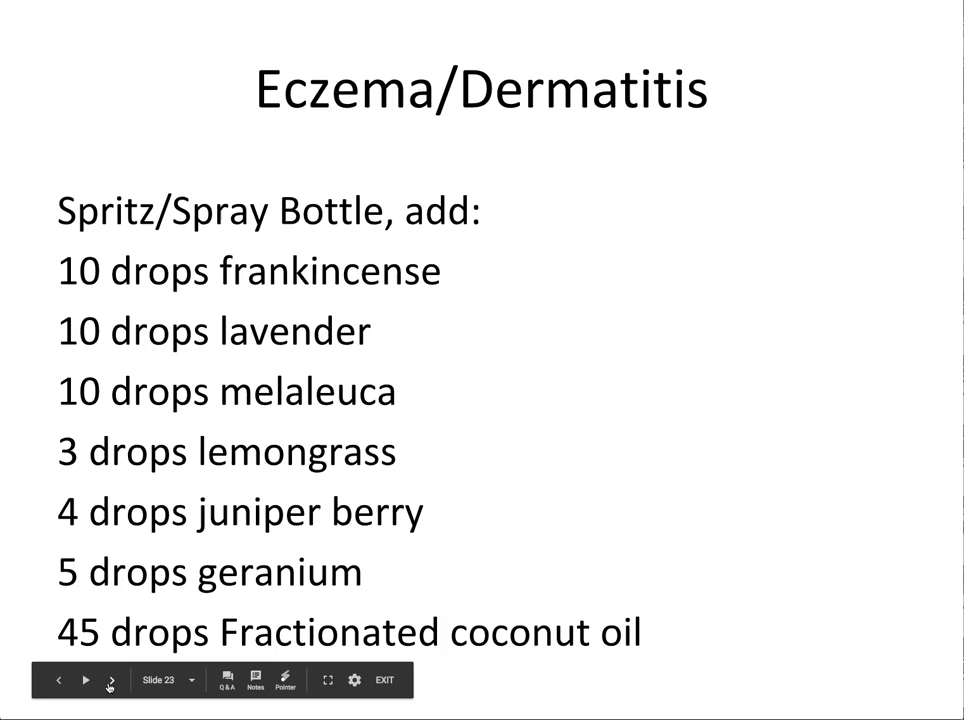 Eczema/Dermatitis
Spritz/Spray Bottle, add:
10 drops frankincense
10 drops lavender
10 drops melaleuca
3 drops lemongrass
4 drops juniper berry
5 drops geranium
45 drops Fractionated coconut oil
Slide 23 Q & A Notes Pointer EXIT